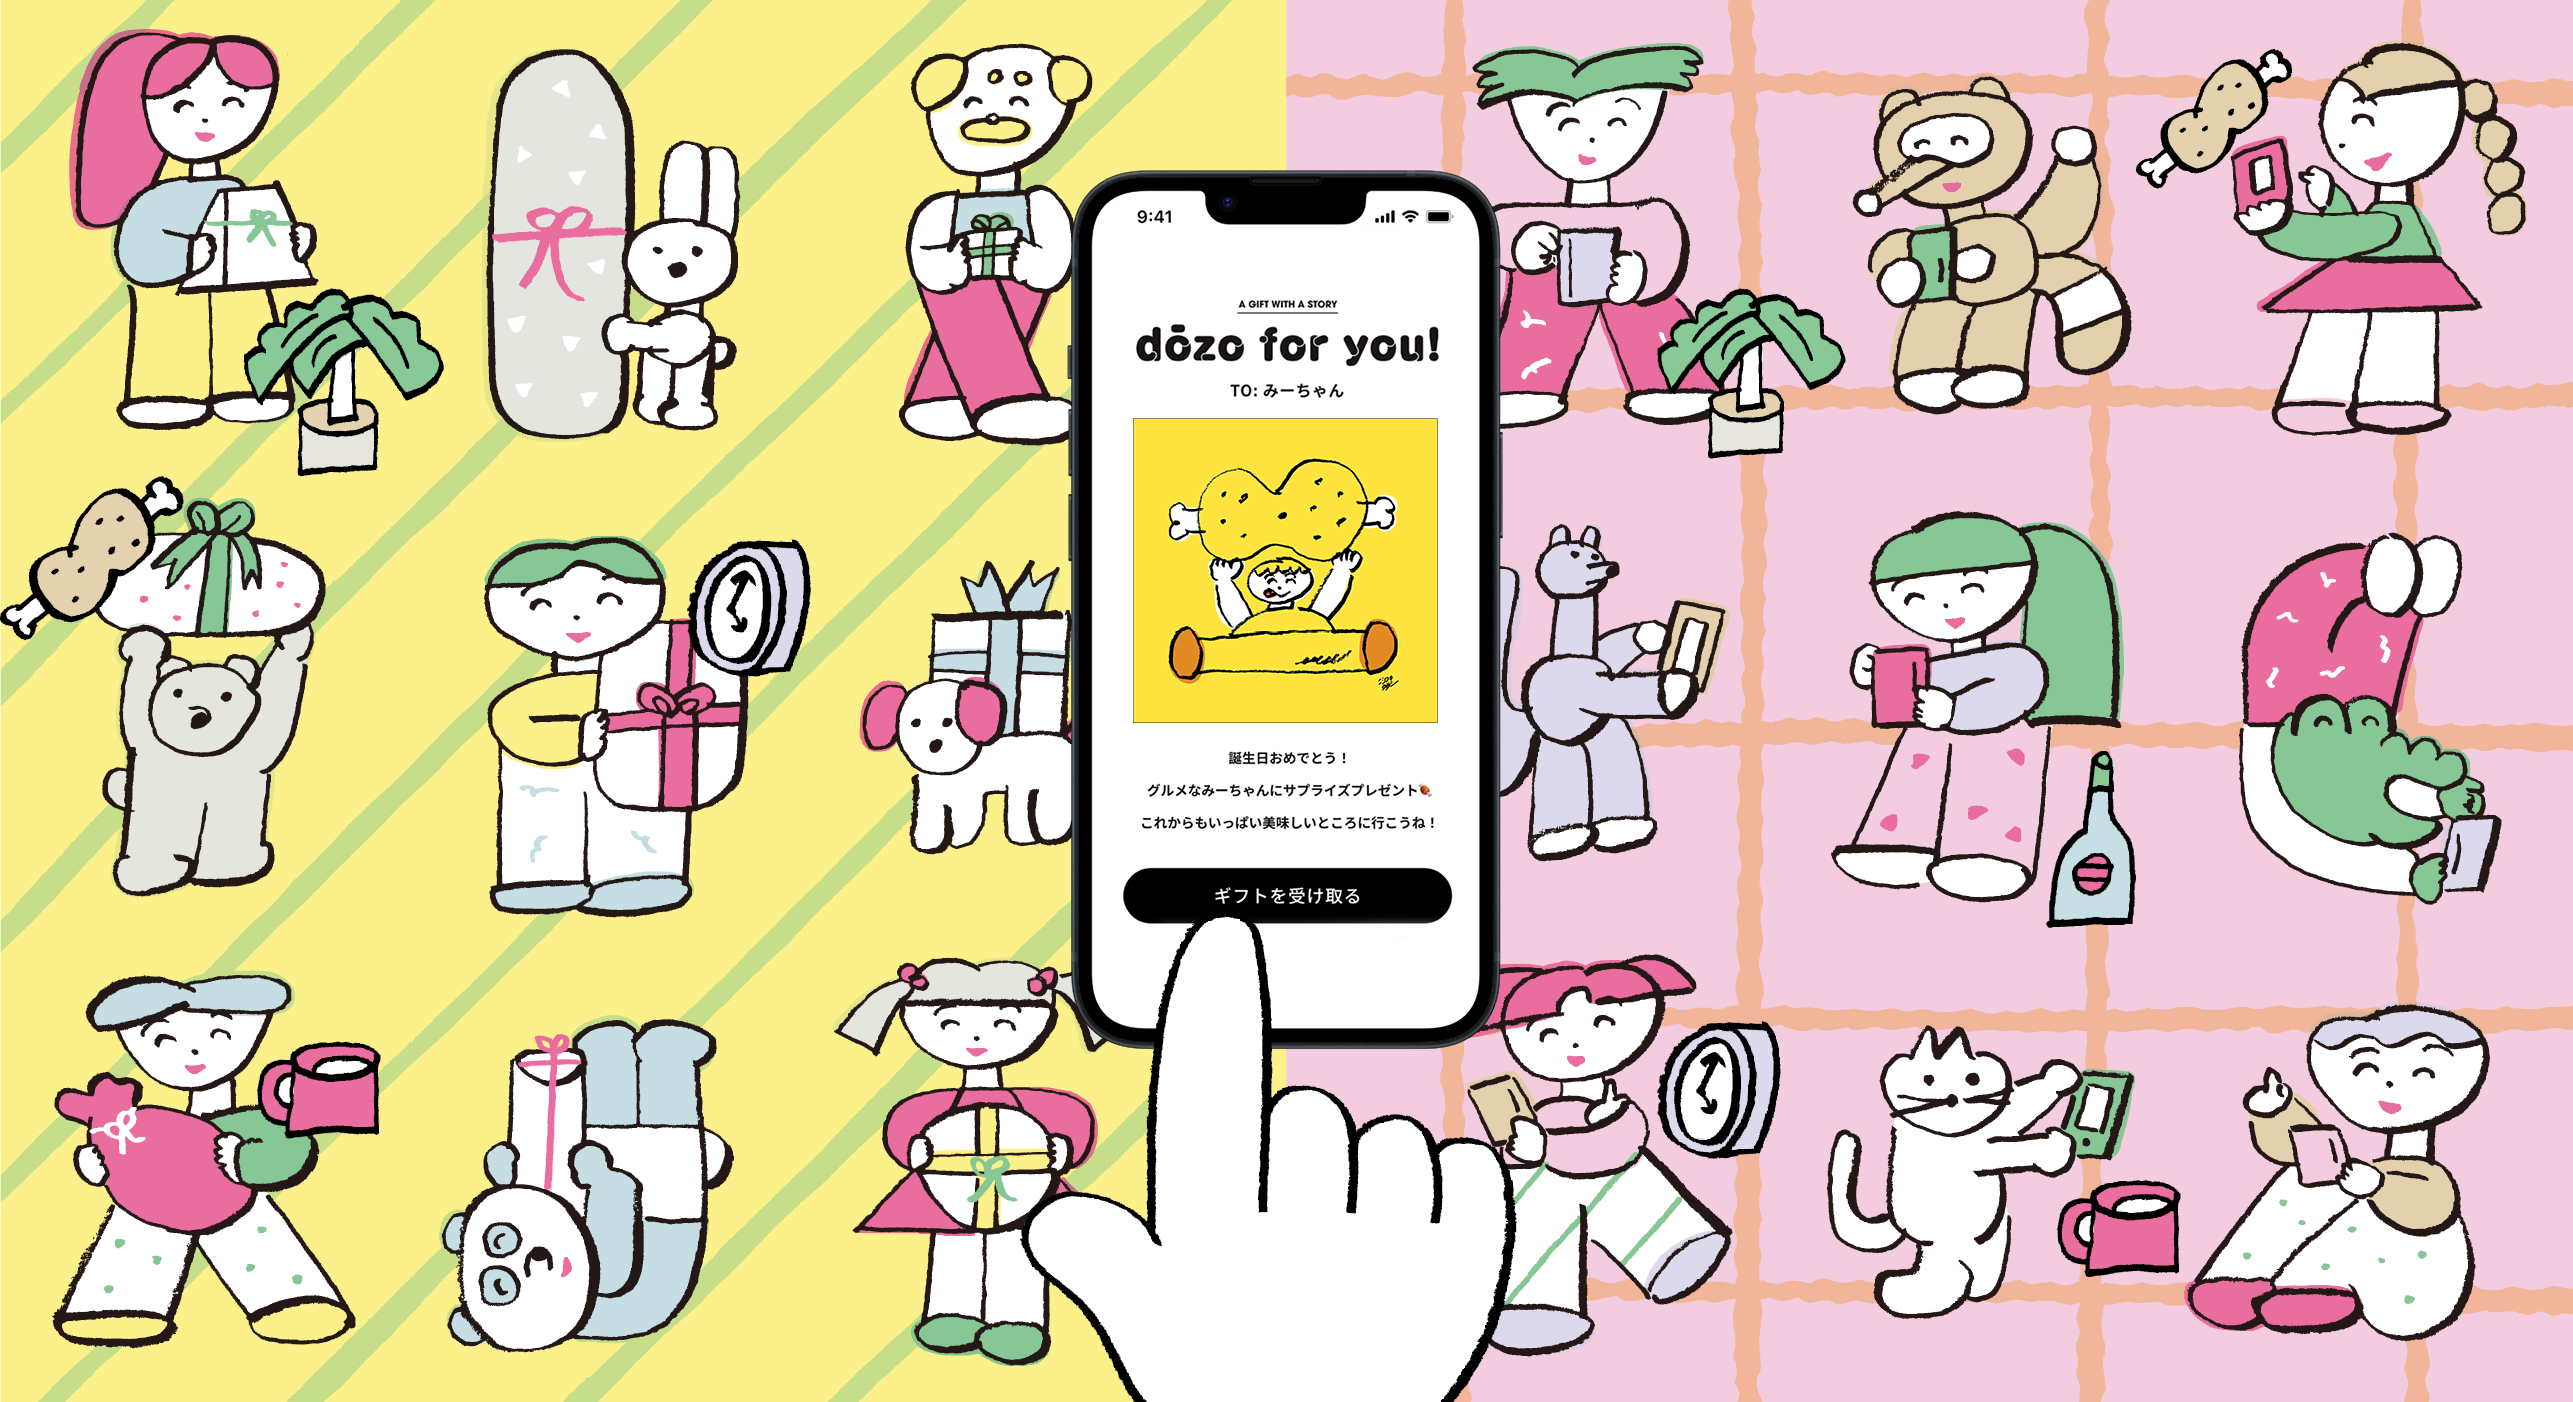 9:41
A GIFT WITH A STORY
dōzo for you!
TO: みーちゃん
誕生日おめでとう！
グルメなみーちゃんにサプライズプレゼント🍖
これからもいっぱい美味しいところに行こうね！
ギフトを受け取る